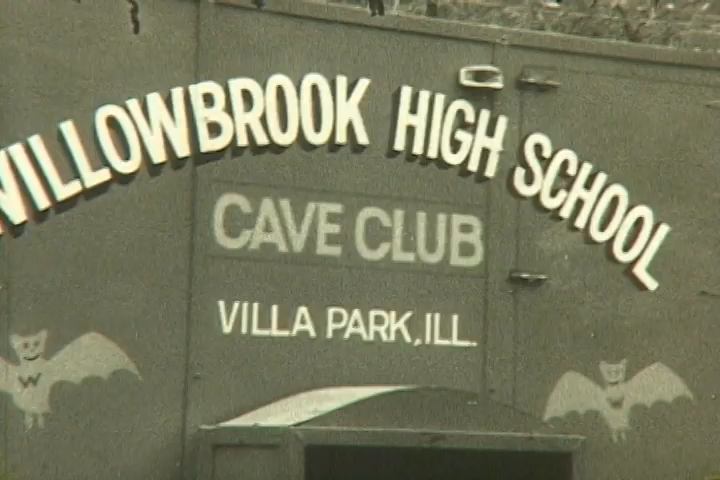 WILLOWBROOK HIGH SCHOOL
CAVE CLUB
VILLA PARK, ILL.
W